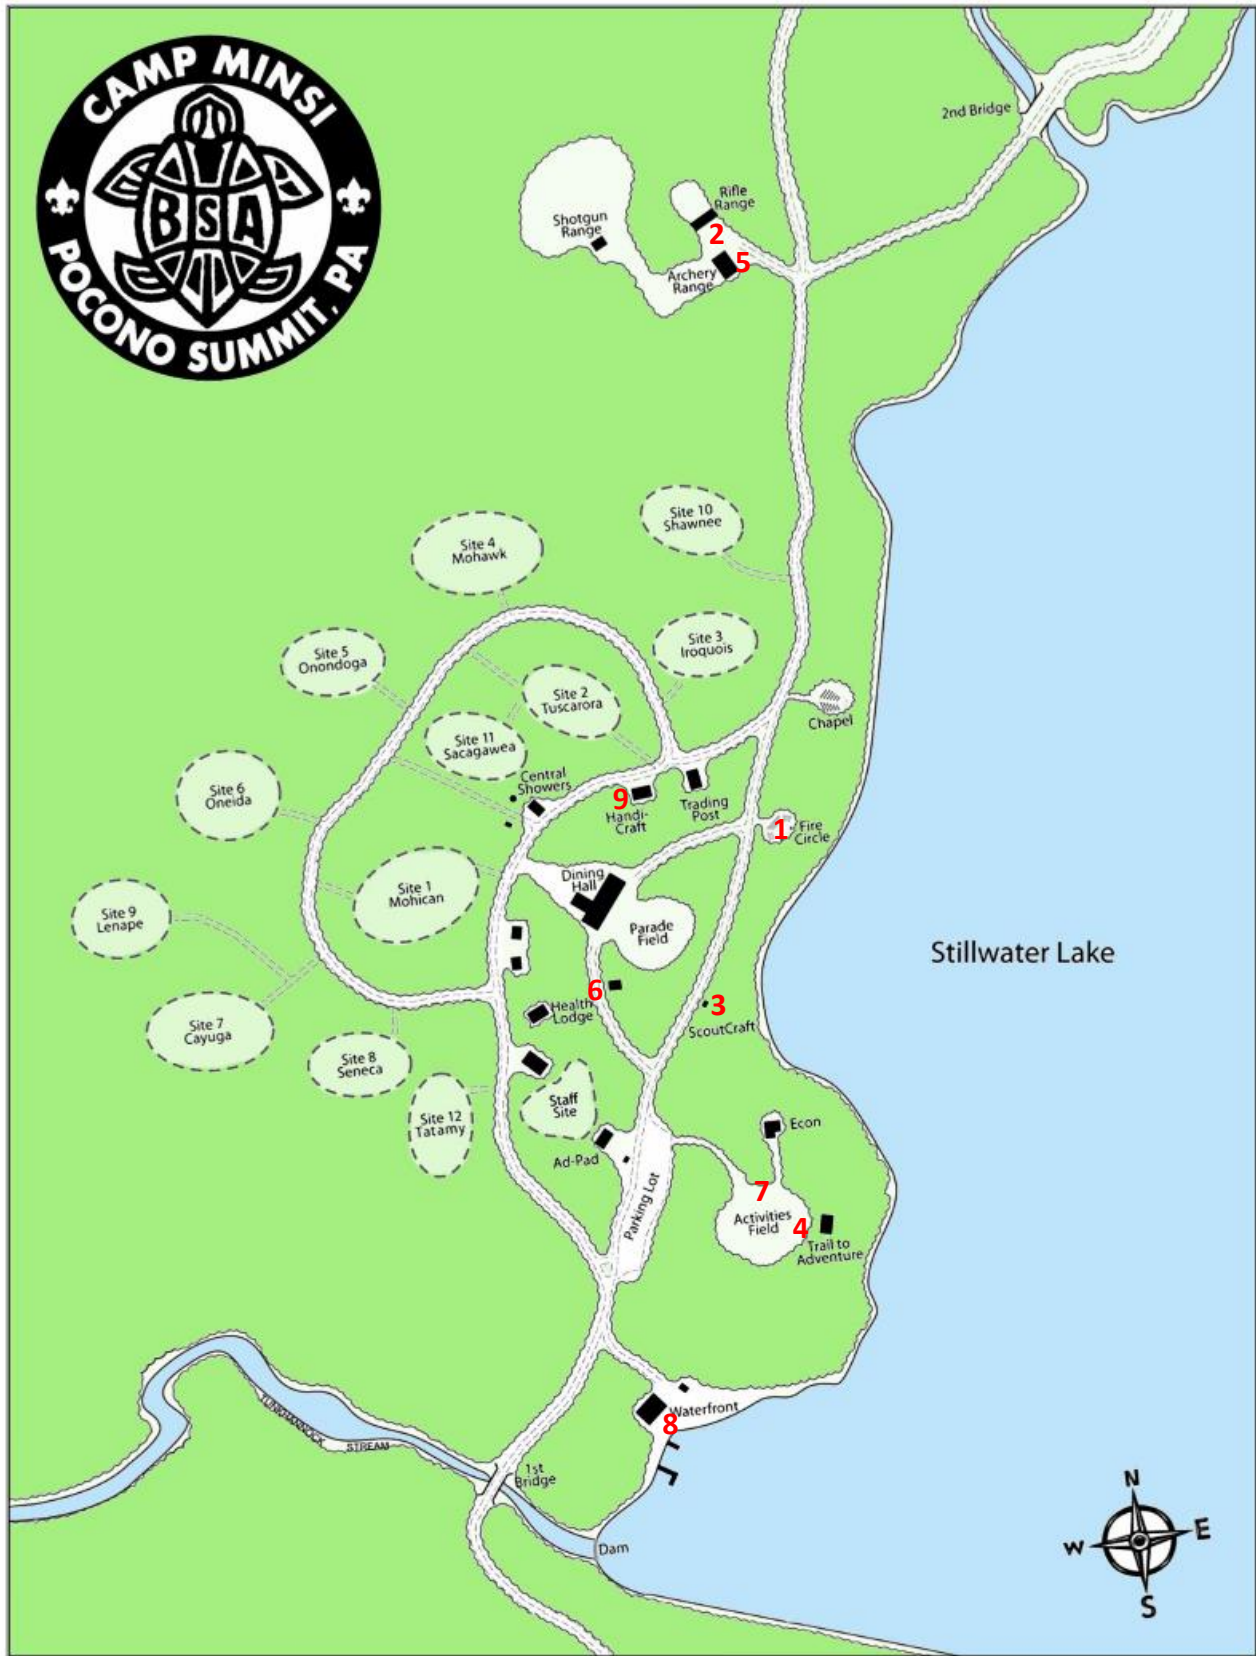 CAMP MINSI
BSA
POCONO SUMMIT, PA
2nd Bridge
Rifle
Range
Shotgun
Range
2
5
Archery
Range
Site 10
Shawnee
Site 4
Mohawk
Site 3
Iroquois
Site 5
Onondoga
Site 2
Tuscarora
Chapel
Site 11
Sacagawea
Central
Showers
Site 6
Oneida
9
Handi-
Craft
Trading
Post
1
Fire
Circle
Dining
Hall
Site 1
Mohican
Site 9
Lenape
Parade
Field
Stillwater Lake
6
Health
Lodge
3
ScoutCraft
Site 7
Cayuga
Site 8
Seneca
Staff
Site
Site 12
Tatamy
Econ
Ad-Pad
Parking Lot
7
Activities
Field
4
Trail to
Adventure
Waterfront
8
TUNKHANNOCK
STREAM
1st
Bridge
Dam
N
W
E
S